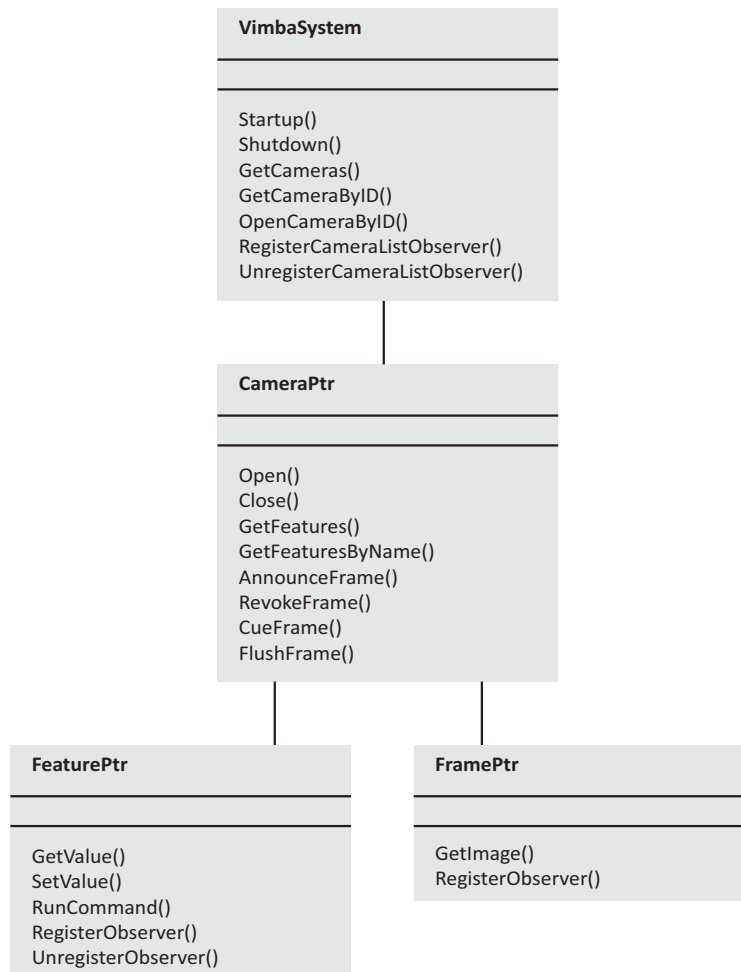 VimbaSystem
Startup()
Shutdown()
GetCameras()
GetCameraByID()
OpenCameraByID()
RegisterCameraListObserver()
UnregisterCameraListObserver()
CameraPtr
Open()
Close()
GetFeatures()
GetFeaturesByName()
AnnounceFrame()
RevokeFrame()
CueFrame()
FlushFrame()
FeaturePtr
GetValue()
SetValue()
RunCommand()
RegisterObserver()
UnregisterObserver()
FramePtr
GetImage()
RegisterObserver()